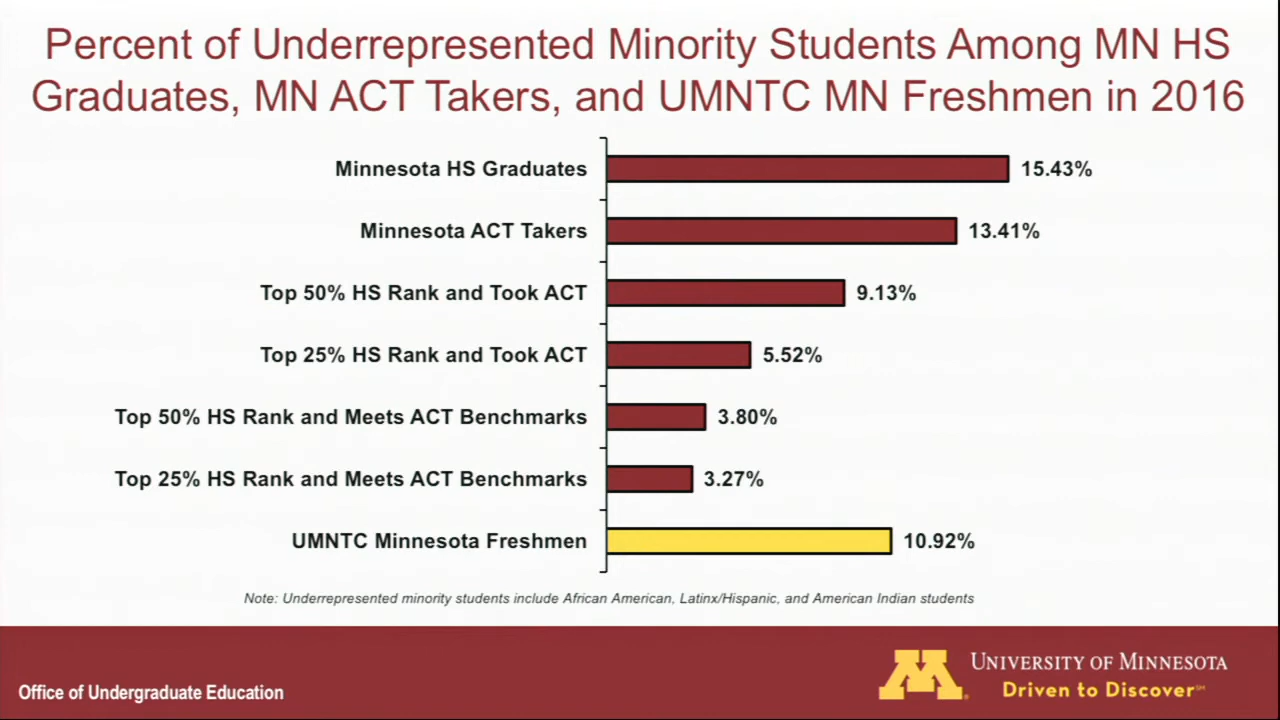 Percent of Underrepresented Minority Students Among MN HS
Graduates, MN ACT Takers, and UMNTC MN Freshmen in 2016
Minnesota HS Graduates 15.43%
Minnesota ACT Takers 13.41%
Top 50% HS Rank and Took ACT 9.13%
Top 25% HS Rank and Took ACT 5.52%
Top 50% HS Rank and Meets ACT Benchmarks 3.80%
Top 25% HS Rank and Meets ACT Benchmarks 3.27%
UMNTC Minnesota Freshmen 10.92%
Note: Underrepresented minority students include African American, Latinx/Hispanic, and American Indian students
Office of Undergraduate Education
M®
UNIVERSITY OF MINNESOTA
Driven to Discover℠